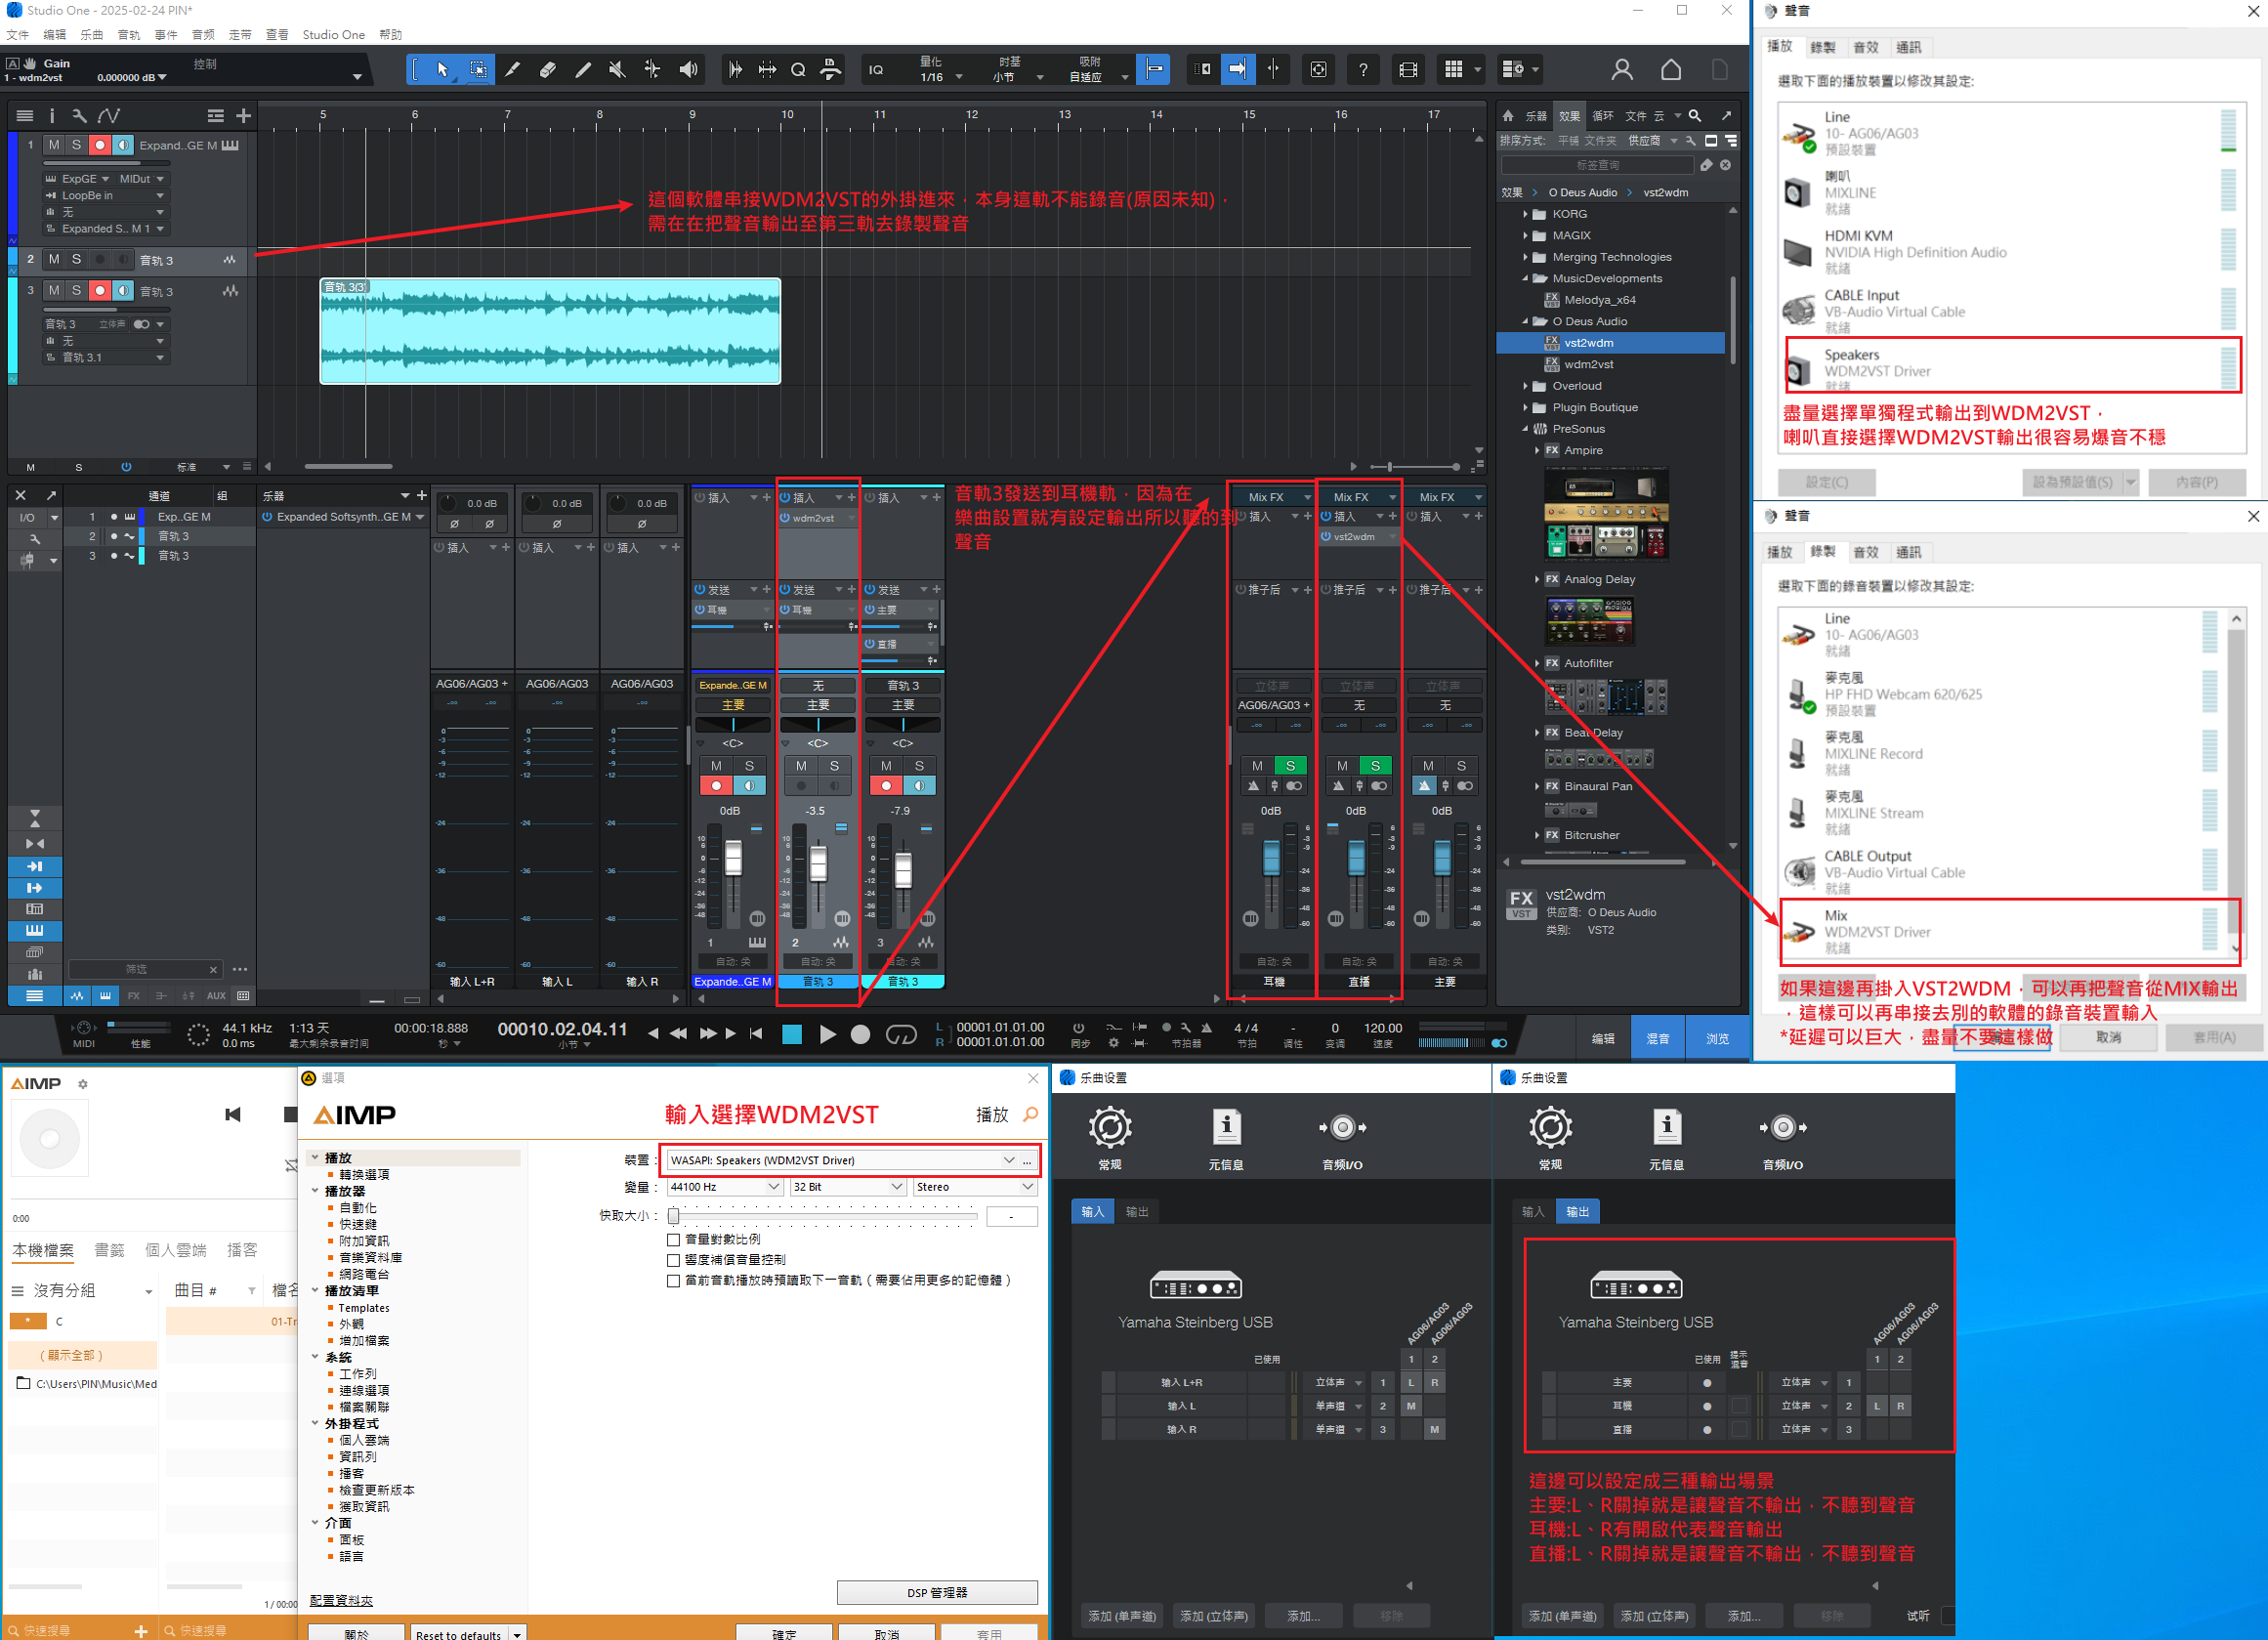 Studio One - 2025-02-24 PIN*
文件 编辑 乐曲 音轨 事件 音频 走带 查看 Studio One 帮助
Gain
1 - wdm2vst 0.000000 dB
控制
IQ
量化
1/16
时基
小节
吸附
自适应
5 6 7 8 9 10 11 12 13 14 15 16 17
1 M S Expand..GE M
ExpGE MIDut
LoopBe in
无
Expanded S.. M 1
2 M S 音轨 3
3 M S 音轨 3
音轨 3 立体声
无
音轨 3.1
音轨 3(3)
這個軟體串接WDM2VST的外掛進來，本身這軌不能錄音(原因未知)，
需在在把聲音輸出至第三軌去錄製聲音
M S 标准
乐器 效果 循环 文件 云
排序方式: 平铺 文件夹 供应商
标签查询
效果 > O Deus Audio > vst2wdm
KORG
MAGIX
Merging Technologies
MusicDevelopments
Melodya_x64
O Deus Audio
vst2wdm
wdm2vst
Overloud
Plugin Boutique
PreSonus
Ampire
Analog Delay
Autofilter
Beat Delay
Binaural Pan
Bitcrusher
FX
VST
vst2wdm
供应商: O Deus Audio
类别: VST2
通道 组 乐器
I/O
1 Exp..GE M
2 音轨 3
3 音轨 3
Expanded Softsynth..GE M
筛选
FX AUX
0.0 dB 0.0 dB 0.0 dB
插入 插入 插入
AG06/AG03 + AG06/AG03 AG06/AG03
输入 L+R 输入 L 输入 R
插入 插入 插入
wdm2vst
发送 发送 发送
耳機 耳機 主要
直播
Expande..GE M 无 音轨 3
主要 主要
<C> <C> <C>
M S M S M S
0dB -3.5 -7.9
1 2 3
自动: 关 自动: 关 自动: 关
Expande..GE M 音轨 3 音轨 3
音軌3發送到耳機軌，因為在
樂曲設置就有設定輸出所以聽的到
聲音
Mix FX Mix FX Mix FX
插入 插入 插入
vst2wdm
推子后 推子后 推子后
立体声 立体声 立体声
AG06/AG03 + 无 无
M S M S M S
0dB 0dB 0dB
自动: 关 自动: 关 自动: 关
耳機 直播 主要
MIDI 性能
44.1 kHz
0.0 ms
1:13 天
最大剩余录音时间
00:00:18.888
秒
00010.02.04.11
小节
L 00001.01.01.00
R 00001.01.01.00
同步
节拍器
4 / 4
节拍
-
调性
0
变调
120.00
速度
编辑 混音 浏览
聲音
播放 錄製 音效 通訊
選取下面的播放裝置以修改其設定:
Line
10- AG06/AG03
預設裝置
喇叭
MIXLINE
就緒
HDMI KVM
NVIDIA High Definition Audio
就緒
CABLE Input
VB-Audio Virtual Cable
就緒
Speakers
WDM2VST Driver
就緒
盡量選擇單獨程式輸出到WDM2VST，
喇叭直接選擇WDM2VST輸出很容易爆音不穩
設定(C) 設為預設值(S) 內容(P)
聲音
播放 錄製 音效 通訊
選取下面的錄音裝置以修改其設定:
Line
10- AG06/AG03
就緒
麥克風
HP FHD Webcam 620/625
預設裝置
麥克風
MIXLINE Record
就緒
麥克風
MIXLINE Stream
就緒
CABLE Output
VB-Audio Virtual Cable
就緒
Mix
WDM2VST Driver
就緒
如果這邊再掛入VST2WDM，可以再把聲音從MIX輸出
，這樣可以再串接去別的軟體的錄音裝置輸入
*延遲可以巨大，盡量不要這樣做
取消 套用(A)
AIMP
0:00
本機檔案 書籤 個人雲端 播客
沒有分組 曲目 #
* C
01-Tr
（顯示全部）
C:\Users\PIN\Music\Med
1 / 00:00
快速搜尋 快速搜尋
選項
AIMP
輸入選擇WDM2VST
播放
播放
轉換選項
播放器
自動化
快速鍵
附加資訊
音樂資料庫
網路電台
播放清單
Templates
外觀
增加檔案
系統
工作列
連線選項
檔案關聯
外掛程式
個人雲端
資訊列
播客
檢查更新版本
獲取資訊
介面
面板
語言
裝置： WASAPI: Speakers (WDM2VST Driver) ...
變量： 44100 Hz 32 Bit Stereo
快取大小： -
音量對數比例
響度補償音量控制
當前音軌播放時預讀取下一音軌（需要佔用更多的記憶體）
DSP 管理器
配置資料夾
關於 Reset to defaults 確定 取消 套用
乐曲设置
常规 元信息 音频I/O
输入 输出
Yamaha Steinberg USB
AG06/AG03
AG06/AG03
已使用 1 2
输入 L+R 立体声 1 L R
输入 L 单声道 2 M
输入 R 单声道 3 M
添加 (单声道) 添加 (立体声) 添加... 移除
乐曲设置
常规 元信息 音频I/O
输入 输出
Yamaha Steinberg USB
AG06/AG03
AG06/AG03
已使用 提示混音 1 2
主要 立体声 1
耳機 立体声 2 L R
直播 立体声 3
這邊可以設定成三種輸出場景
主要:L、R關掉就是讓聲音不輸出，不聽到聲音
耳機:L、R有開啟代表聲音輸出
直播:L、R關掉就是讓聲音不輸出，不聽到聲音
添加 (单声道) 添加 (立体声) 添加... 移除 试听